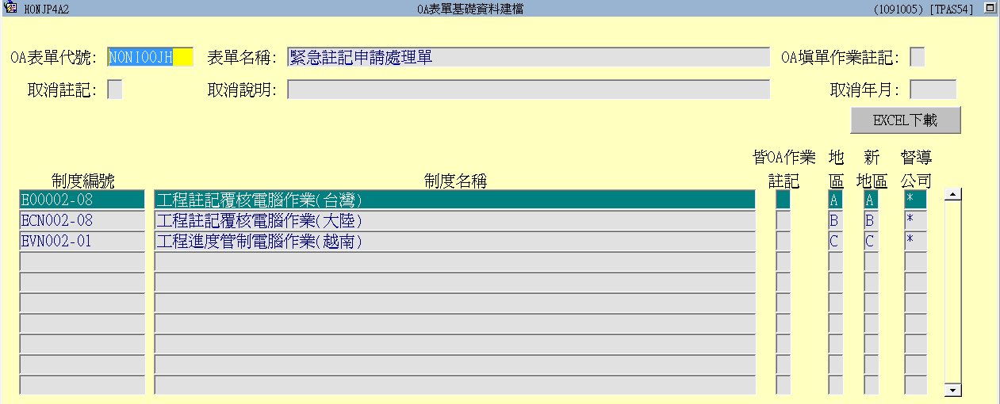 HONJP4A2 OA表單基礎資料建檔 (1091005) [TPAS54]
OA表單代號: NONI00JH 表單名稱: 緊急註記申請處理單 OA填單作業註記:
取消註記: 取消說明: 取消年月:
EXCEL下載
皆OA作業 地 新 督導
制度編號 制度名稱 註記 區 地區 公司
E00002-08 工程註記覆核電腦作業(台灣) A A *
ECN002-08 工程註記覆核電腦作業(大陸) B B *
EVN002-01 工程進度管制電腦作業(越南) C C *